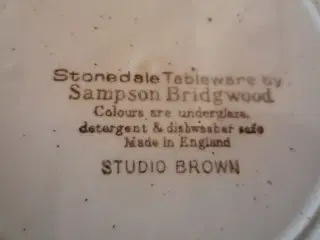 Stonedale Tableware by
Sampson Bridgwood
Colours are underglaze,
detergent & dishwasher safe
Made in England
STUDIO BROWN